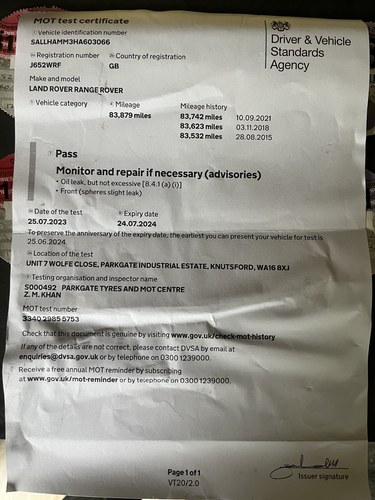 MOT test certificate
Driver & Vehicle
Standards
Agency
Vehicle identification number
SALLHAMM3HA603066
Registration number
Country of registration
J652WRF
GB
Make and model
LAND ROVER RANGE ROVER
Vehicle category
Mileage
Mileage history
83,879 miles
83,742 miles 10.09.2021
83,623 miles 03.11.2018
83,532 miles 28.08.2015
Pass
Monitor and repair if necessary (advisories)
• Oil leak, but not excessive [8.4.1 (a) (i)]
• Front (spheres slight leak)
Date of the test
Expiry date
25.07.2023
24.07.2024
To preserve the anniversary of the expiry date, the earliest you can present your vehicle for test is
25.06.2024.
Location of the test
UNIT 7 WOLFE CLOSE, PARKGATE INDUSTRIAL ESTATE, KNUTSFORD, WA16 8XJ
Testing organisation and inspector name
S000492 PARKGATE TYRES AND MOT CENTRE
Z. M. KHAN
MOT test number
3340 2985 5753
Check that this document is genuine by visiting www.gov.uk/check-mot-history
If any of the details are not correct, please contact DVSA by email at
enquiries@dvsa.gov.uk or by telephone on 0300 1239000.
Receive a free annual MOT reminder by subscribing
at www.gov.uk/mot-reminder or by telephone on 0300 1239000.
Page 1 of 1
VT20/2.0
Issuer signature